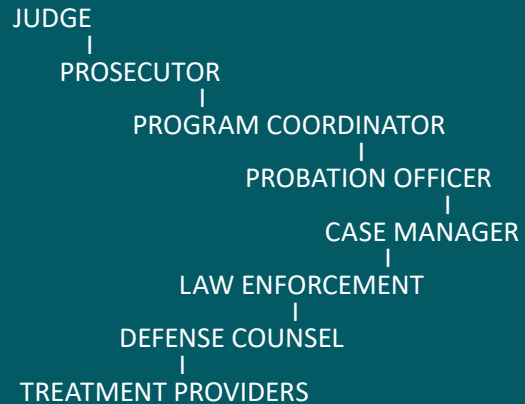 JUDGE
PROSECUTOR
PROGRAM COORDINATOR
PROBATION OFFICER
CASE MANAGER
LAW ENFORCEMENT
DEFENSE COUNSEL
TREATMENT PROVIDERS